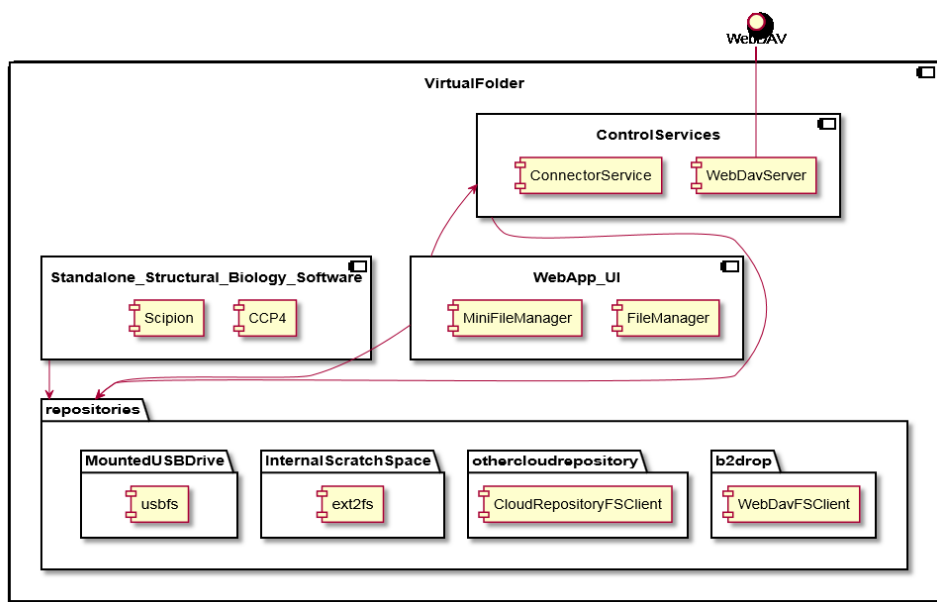 WebDAV
VirtualFolder
ControlServices
ConnectorService
WebDavServer
Standalone_Structural_Biology_Software
Scipion
CCP4
WebApp_UI
MiniFileManager
FileManager
repositories
MountedUSBDrive
usbfs
InternalScratchSpace
ext2fs
othercloudrepository
CloudRepositoryFSClient
b2drop
WebDavFSClient